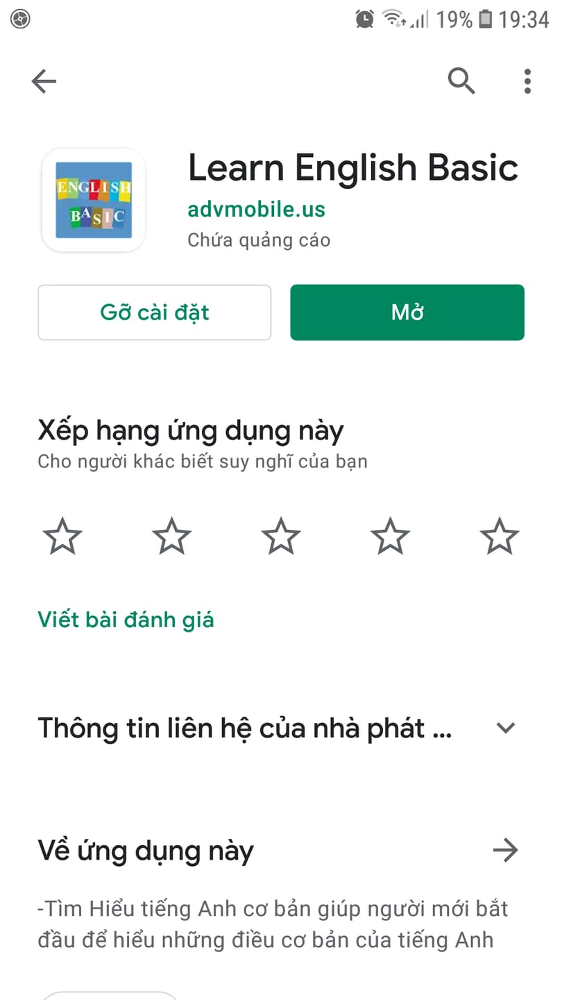 19% 19:34
ENGLISH
BASIC
Learn English Basic
advmobile.us
Chứa quảng cáo
Gỡ cài đặt
Mở
Xếp hạng ứng dụng này
Cho người khác biết suy nghĩ của bạn
Viết bài đánh giá
Thông tin liên hệ của nhà phát ...
Về ứng dụng này
-Tìm Hiểu tiếng Anh cơ bản giúp người mới bắt
đầu để hiểu những điều cơ bản của tiếng Anh